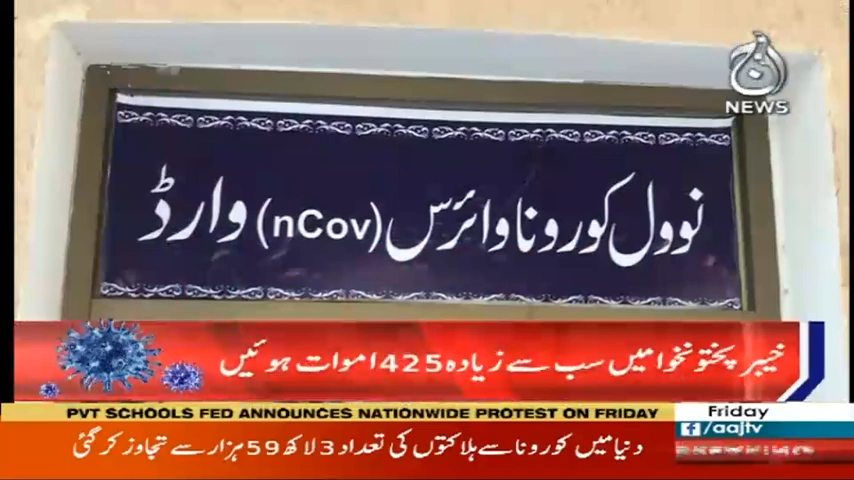 آج
NEWS
نوول کورونا وائرس (nCov) وارڈ
خیبر پختونخوا میں سب سے زیادہ 425 اموات ہوئیں
PVT SCHOOLS FED ANNOUNCES NATIONWIDE PROTEST ON FRIDAY
Friday
f/aajtv
دنیا میں کورونا سے ہلاکتوں کی تعداد 3 لاکھ 59 ہزار سے تجاوز کر گئی